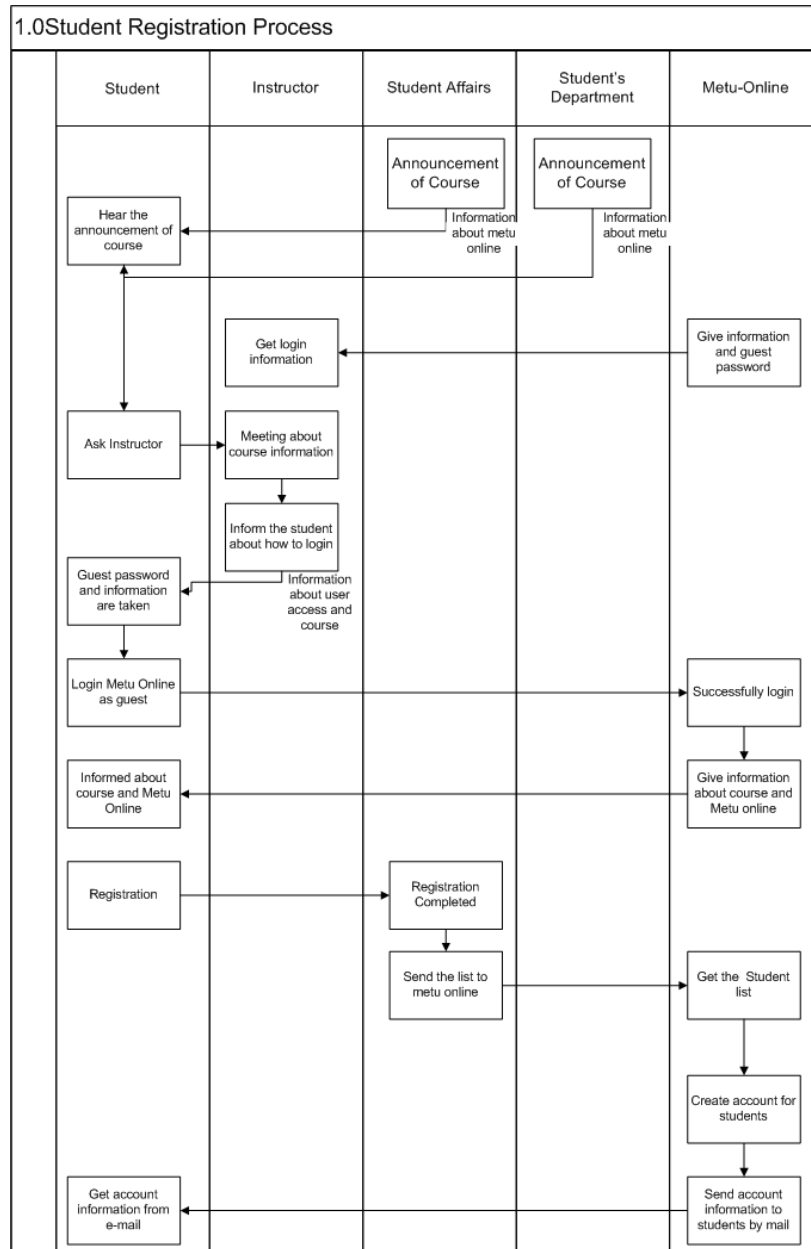 1.0Student Registration Process
Student
Instructor
Student Affairs
Student's
Department
Metu-Online
Announcement
of Course
Announcement
of Course
Hear the
announcement of
course
Information
about metu
online
Information
about metu
online
Get login
information
Give information
and guest
password
Ask Instructor
Meeting about
course information
Inform the student
about how to login
Guest password
and information
are taken
Information
about user
access and
course
Login Metu Online
as guest
Successfully login
Informed about
course and Metu
Online
Give information
about course and
Metu online
Registration
Registration
Completed
Send the list to
metu online
Get the Student
list
Create account for
students
Get account
information from
e-mail
Send account
information to
students by mail